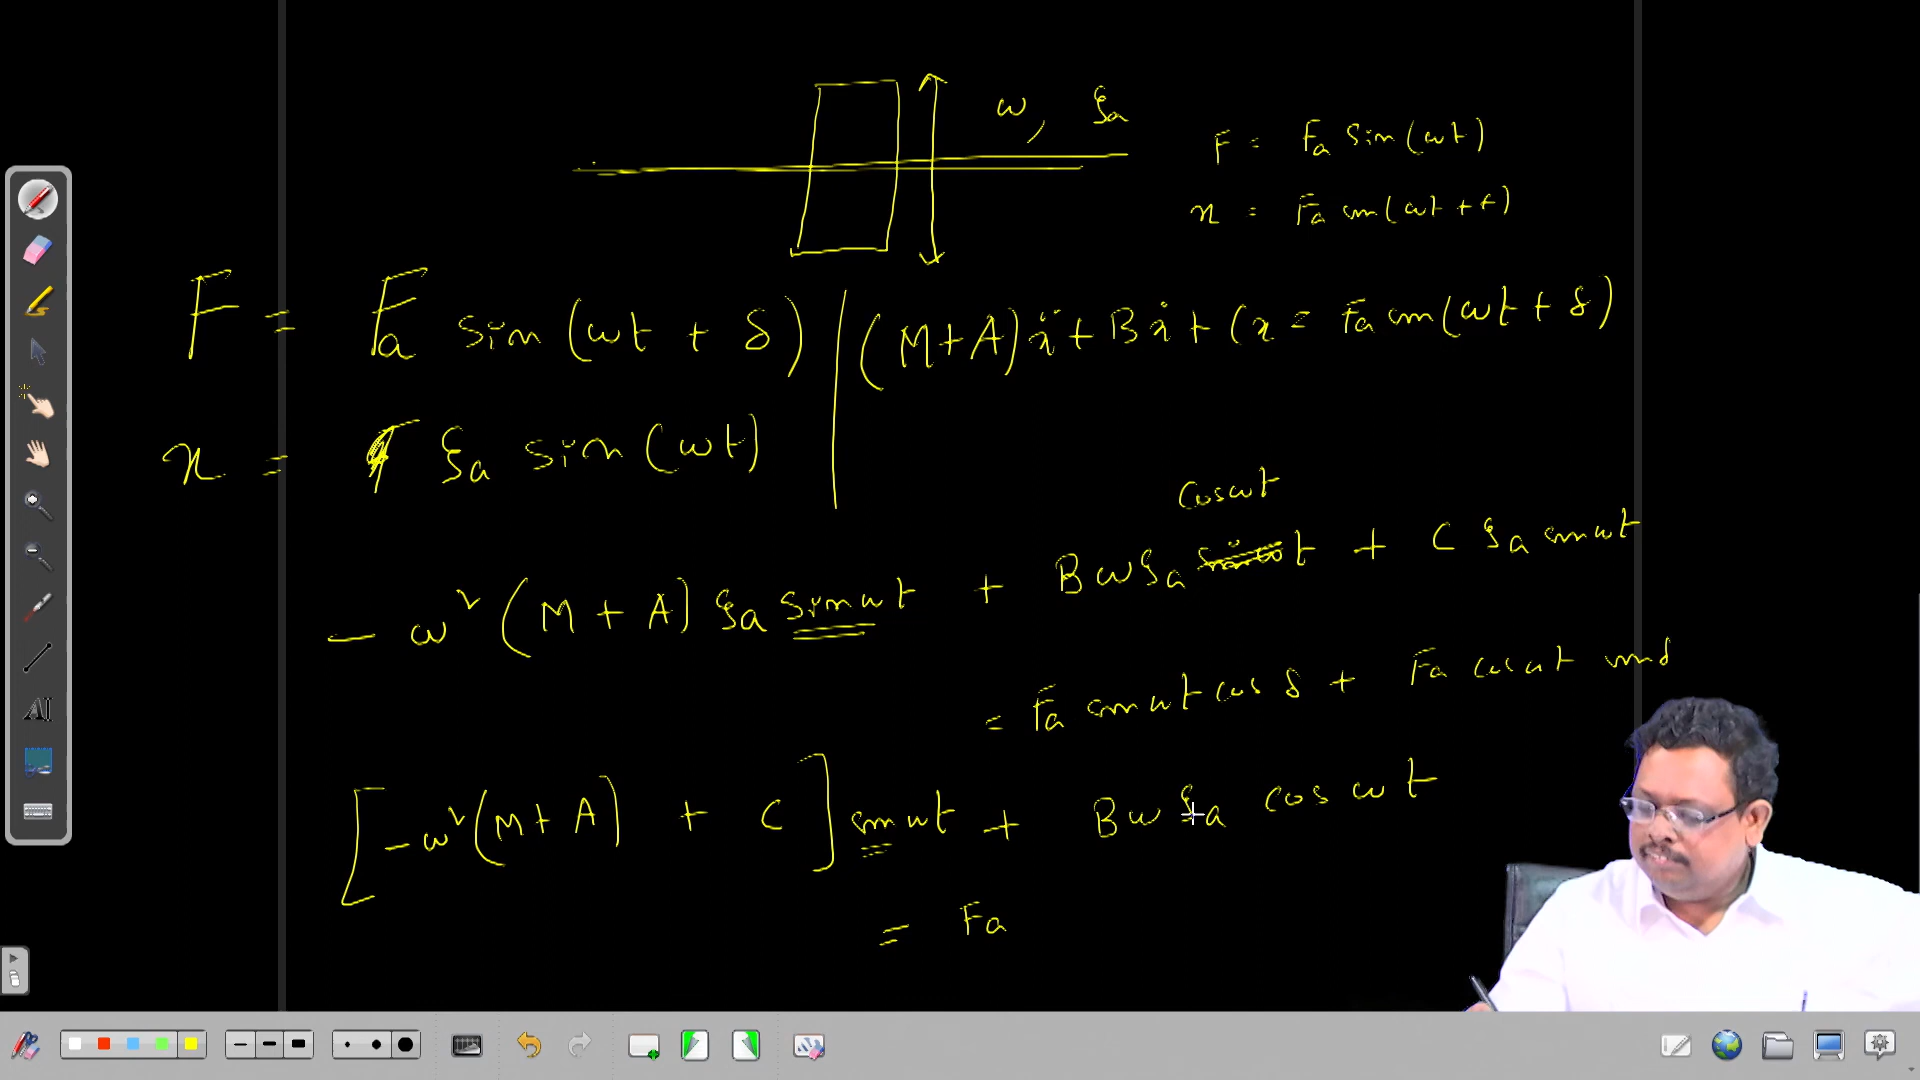 ω, ξa
F = Fa sin(ωt)
x = Fa sin(ωt + δ)
F = Fa sin(ωt + δ) | (M+A)ẍ + Bẋ + Cx = Fa sin(ωt + δ)
x = ξa sin(ωt)
cosωt
- ω² (M + A) ξa sinωt + Bωξa t + C ξa sinωt
= Fa sinωt cos δ + Fa cosωt sinδ
[-ω²(M+A) + C] sinωt + Bωξa cos ωt
= Fa